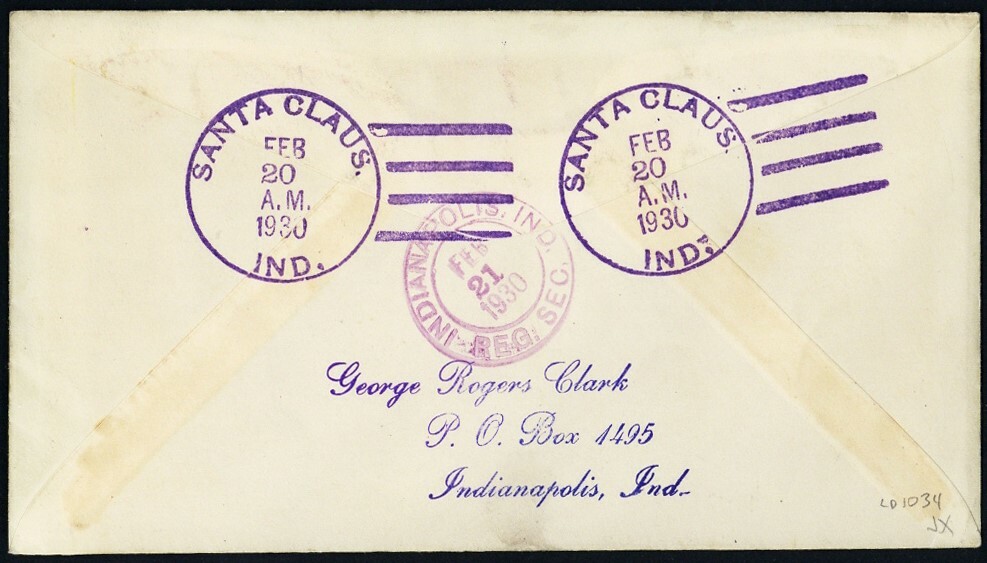 SANTA CLAUS.
FEB
20
A.M.
1930
IND.
SANTA CLAUS.
FEB
20
A.M.
1930
IND.
INDIANAPOLIS, IND.
FEB
21
1930
REG. SEC.
George Rogers Clark
P. O. Box 1495
Indianapolis, Ind.
LD1034
JX